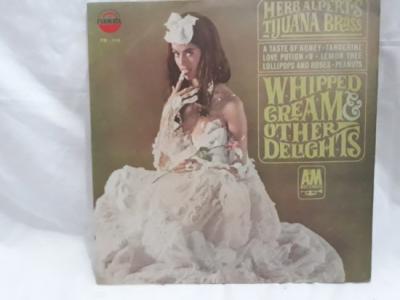 HERB ALPERT'S
TIJUANA BRASS
A TASTE OF HONEY · TANGERINE
LOVE POTION #9 · LEMON TREE
LOLLIPOPS AND ROSES · PEANUTS
WHIPPED
CREAM &
OTHER
DELIGHTS
A&M